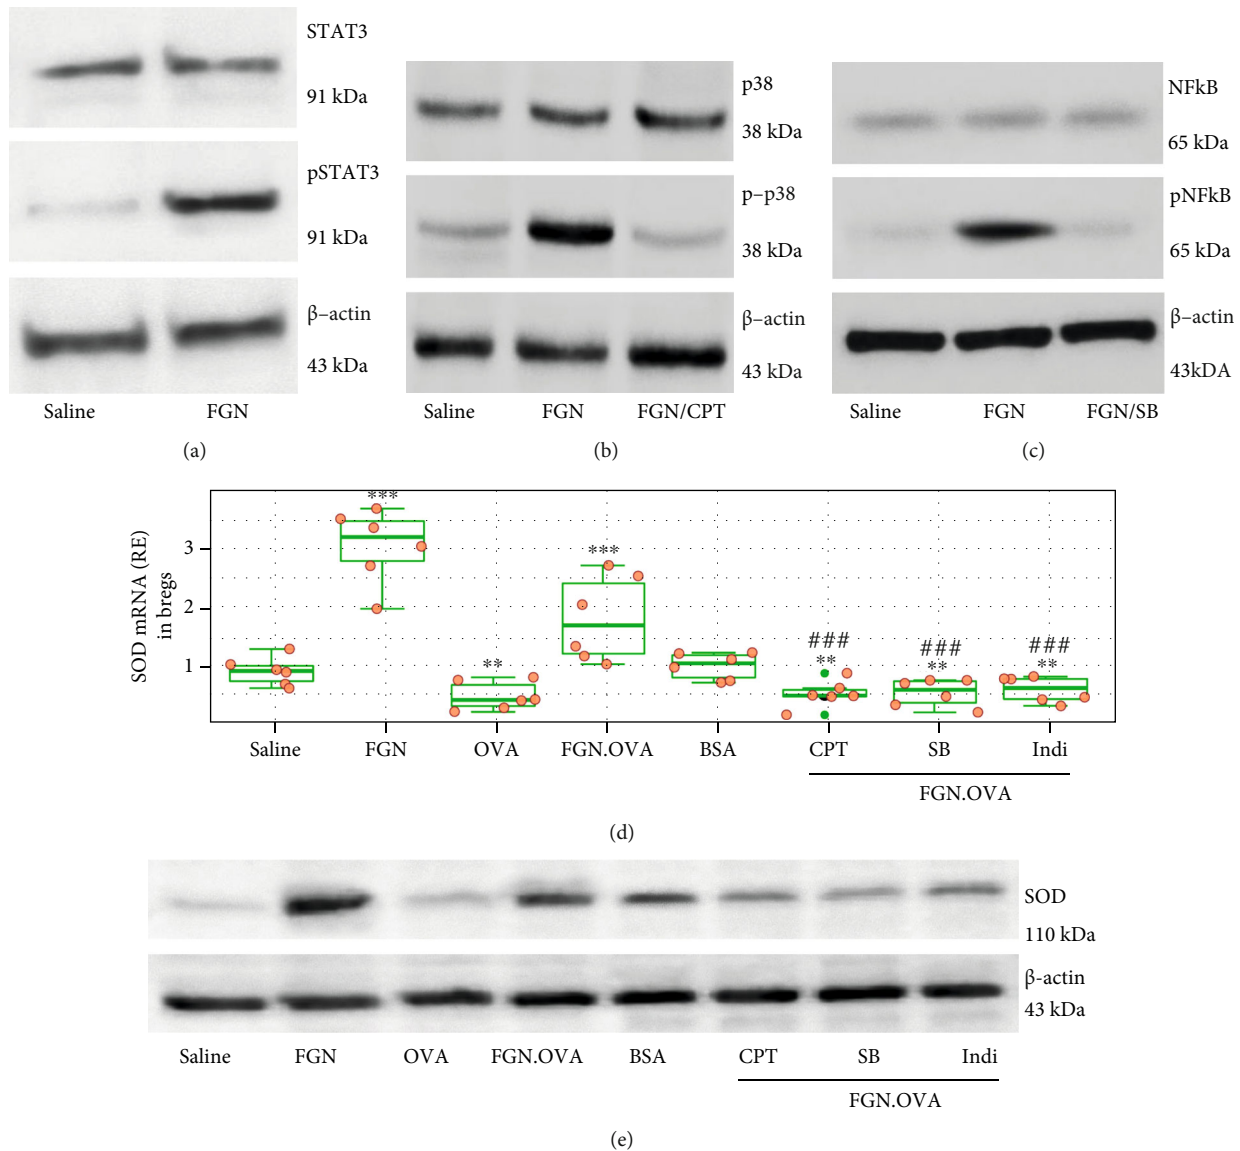 STAT3
91 kDa
pSTAT3
91 kDa
β–actin
43 kDa
Saline FGN
(a)
p38
38 kDa
p–p38
38 kDa
β–actin
43 kDa
Saline FGN FGN/CPT
(b)
NFkB
65 kDa
pNFkB
65 kDa
β–actin
43kDA
Saline FGN FGN/SB
(c)
SOD mRNA (RE)
in bregs
3
2
1
***
**
***
###
**
###
**
###
**
Saline FGN OVA FGN.OVA BSA CPT SB Indi
FGN.OVA
(d)
SOD
110 kDa
β-actin
43 kDa
Saline FGN OVA FGN.OVA BSA CPT SB Indi
FGN.OVA
(e)